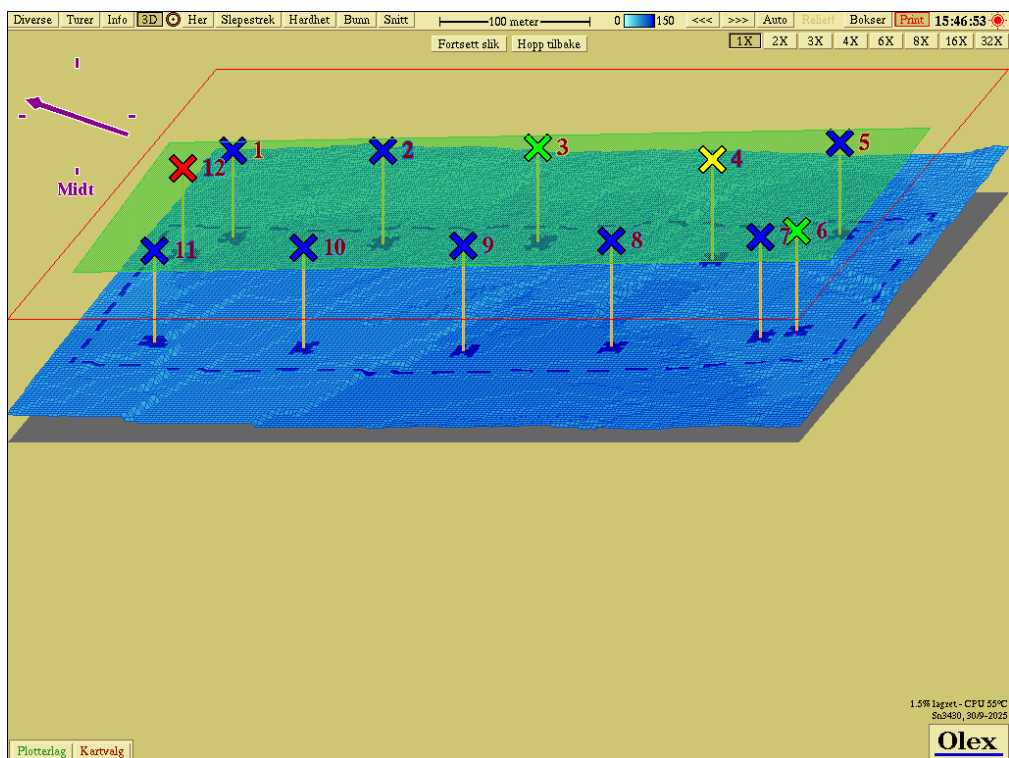 Diverse Turer Info 3D Her Slepestrek Hardhet Bunn Snitt 100 meter 0 150 <<< >>> Auto Relieff Bokser Print 15:46:53
Fortsett slik Hopp tilbake 1X 2X 3X 4X 6X 8X 16X 32X
1 2 3 4 5
12
Midt
11 10 9 8 7 6
1.5% lagret - CPU 55°C
Sn3430, 30/9-2025
Olex
Plotterlag Kartvalg